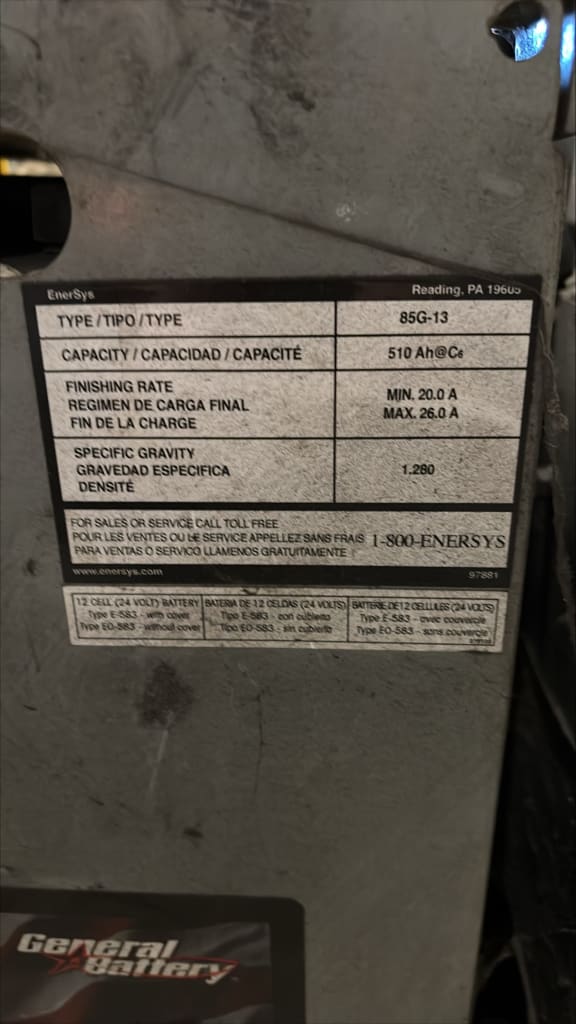 EnerSys Reading, PA 19605
TYPE / TIPO / TYPE 85G-13
CAPACITY / CAPACIDAD / CAPACITÉ 510 Ah@C6
FINISHING RATE
REGIMEN DE CARGA FINAL
FIN DE LA CHARGE
MIN. 20.0 A
MAX. 26.0 A
SPECIFIC GRAVITY
GRAVEDAD ESPECIFICA
DENSITÉ
1.280
FOR SALES OR SERVICE CALL TOLL FREE
POUR LES VENTES OU LE SERVICE APPELLEZ SANS FRAIS
PARA VENTAS O SERVICO LLAMENOS GRATUITAMENTE
1-800-ENERSYS
www.enersys.com 97881
12 CELL (24 VOLT) BATTERY
Type E-583 - with cover
Type EO-583 - without cover
BATERIA DE 12 CELDAS (24 VOLTS)
Tipo E-583 - con cubierto
Tipo EO-583 - sin cubierto
BATTERIE DE 12 CELLULES (24 VOLTS)
Type E-583 - avec couvercle
Type EO-583 - sans couvercle
General
Battery